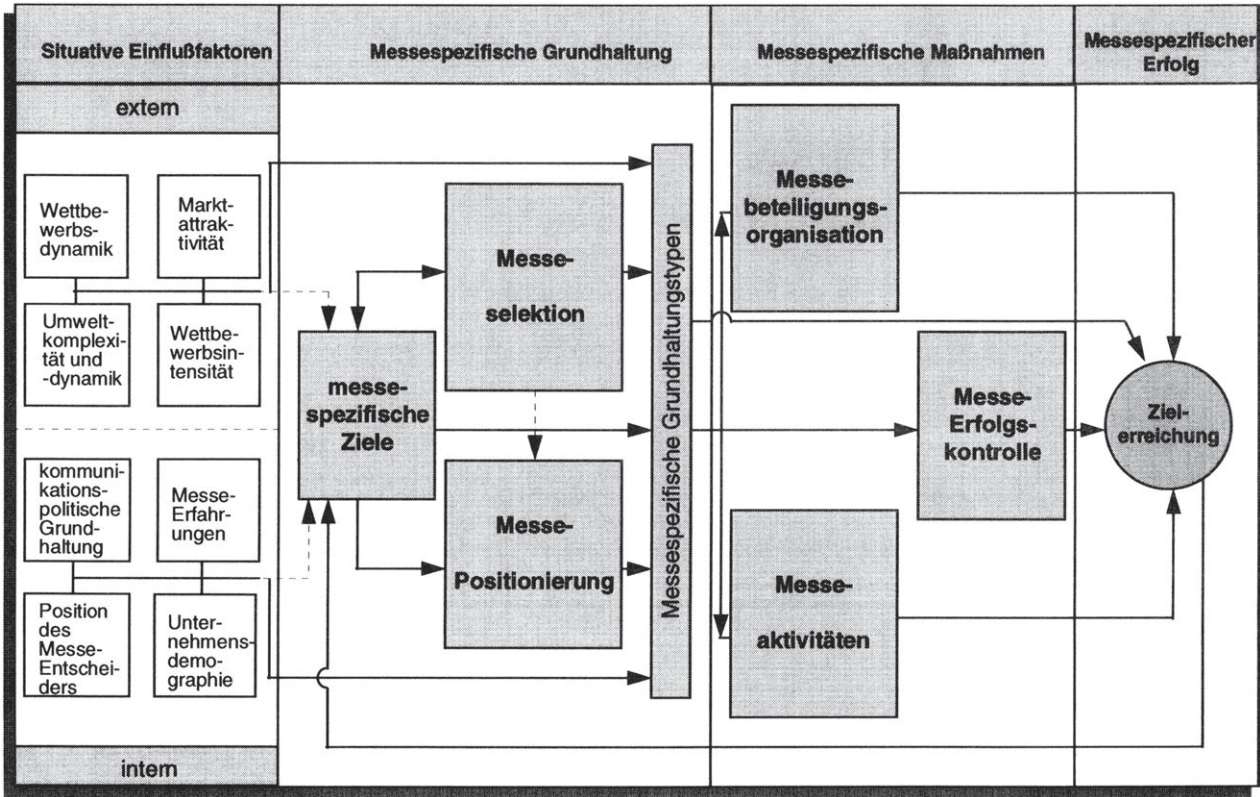 Situative Einflußfaktoren
Messespezifische Grundhaltung
Messespezifische Maßnahmen
Messespezifischer
Erfolg
extern
Wettbe-
werbs-
dynamik
Markt-
attrak-
tivität
Umwelt-
komplexi-
tät und
-dynamik
Wettbe-
werbsin-
tensität
kommuni-
kations-
politische
Grund-
haltung
Messe-
Erfahr-
ungen
Position
des
Messe-
Entschei-
ders
Unter-
nehmens-
demo-
graphie
intern
messe-
spezifische
Ziele
Messe-
selektion
Messe-
Positionierung
Messespezifische Grundhaltungstypen
Messe-
beteiligungs-
organisation
Messe-
Erfolgs-
kontrolle
Messe-
aktivitäten
Ziel-
erreichung